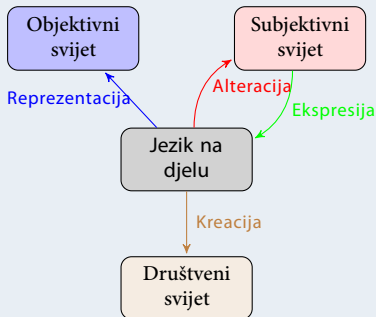 Objektivni
svijet
Subjektivni
svijet
Reprezentacija
Alteracija
Ekspresija
Jezik na
djelu
Kreacija
Društveni
svijet